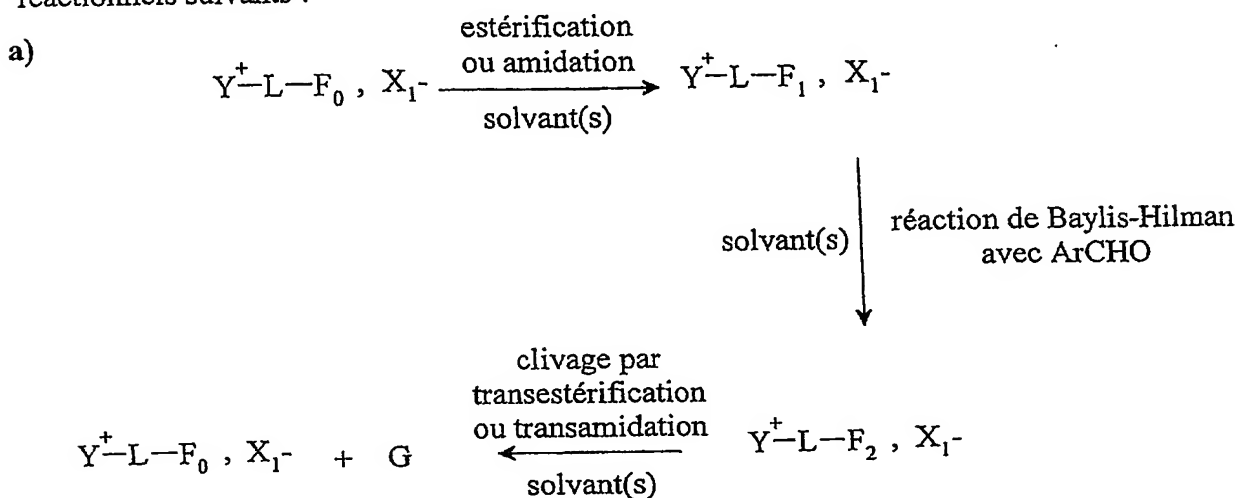 réactionnels suivants :
a)
estérification
ou amidation
Y⁺—L—F₀ , X₁-
Y⁺—L—F₁ , X₁-
solvant(s)
solvant(s)
réaction de Baylis-Hilman
avec ArCHO
clivage par
transestérification
ou transamidation
Y⁺—L—F₀ , X₁- + G
Y⁺—L—F₂ , X₁-
solvant(s)